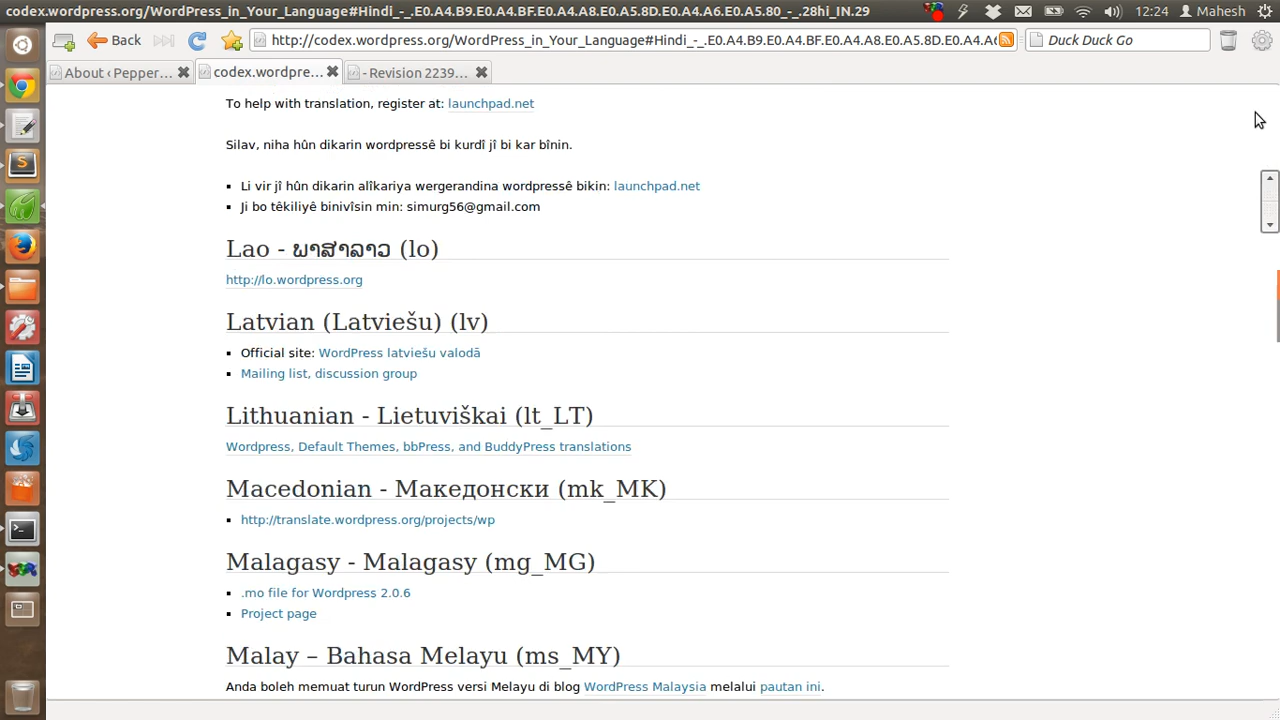 codex.wordpress.org/WordPress_in_Your_Language#Hindi_-_.E0.A4.B9.E0.A4.BF.E0.A4.A8.E0.A5.8D.E0.A4.A6.E0.A5.80_-_.28hi_IN.29
12:24
Mahesh
Back
http://codex.wordpress.org/WordPress_in_Your_Language#Hindi_-_.E0.A4.B9.E0.A4.BF.E0.A4.A8.E0.A5.8D.E0.A4.A
Duck Duck Go
About ‹ Pepper...
codex.wordpre...
- Revision 2239...
To help with translation, register at: launchpad.net
Silav, niha hûn dikarin wordpressê bi kurdî jî bi kar bînin.
Li vir jî hûn dikarin alîkariya wergerandina wordpressê bikin: launchpad.net
Ji bo têkiliyê binivîsin min: simurg56@gmail.com
Lao - ພາສາລາວ (lo)
http://lo.wordpress.org
Latvian (Latviešu) (lv)
Official site: WordPress latviešu valodā
Mailing list, discussion group
Lithuanian - Lietuviškai (lt_LT)
Wordpress, Default Themes, bbPress, and BuddyPress translations
Macedonian - Македонски (mk_MK)
http://translate.wordpress.org/projects/wp
Malagasy - Malagasy (mg_MG)
.mo file for Wordpress 2.0.6
Project page
Malay – Bahasa Melayu (ms_MY)
Anda boleh memuat turun WordPress versi Melayu di blog WordPress Malaysia melalui pautan ini.